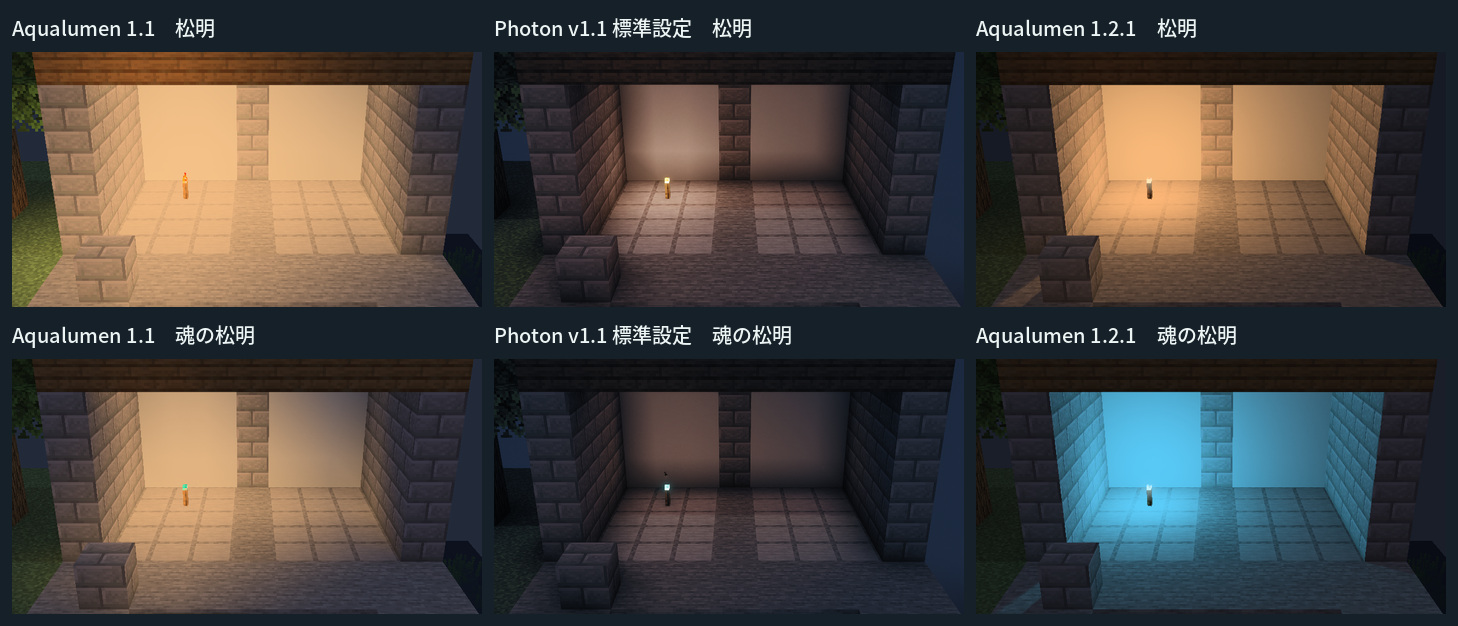 Aqualumen 1.1　松明
Photon v1.1 標準設定　松明
Aqualumen 1.2.1　松明
Aqualumen 1.1　魂の松明
Photon v1.1 標準設定　魂の松明
Aqualumen 1.2.1　魂の松明